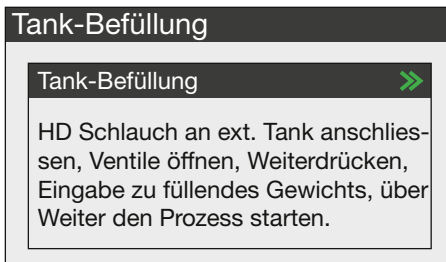 Tank-Befüllung
Tank-Befüllung
HD Schlauch an ext. Tank anschlies-
sen, Ventile öffnen, Weiterdrücken,
Eingabe zu füllendes Gewichts, über
Weiter den Prozess starten.